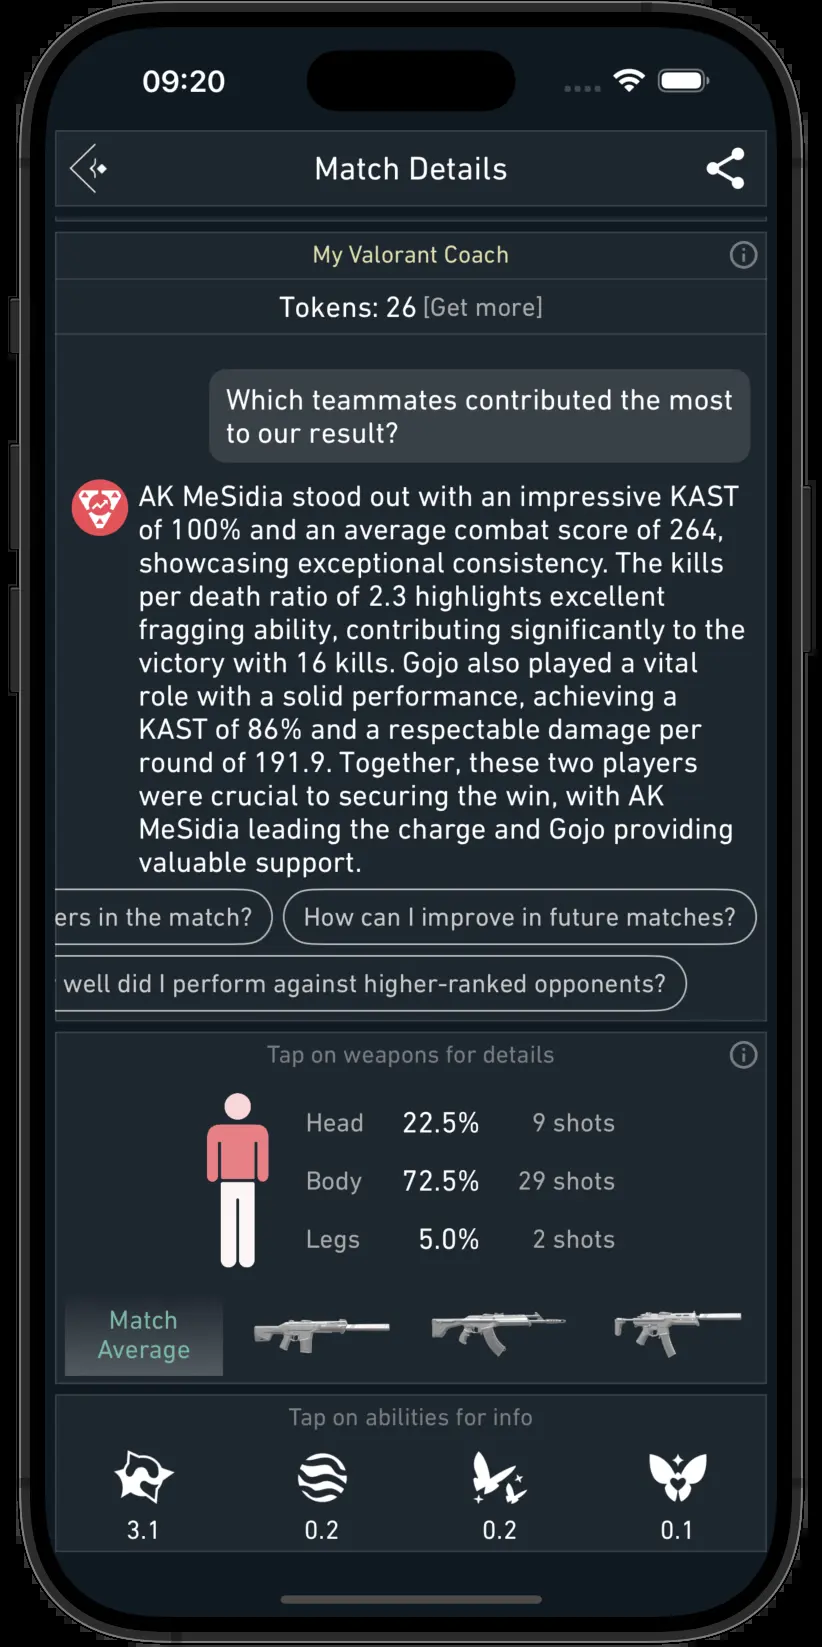 09:20
Match Details
My Valorant Coach
Tokens: 26 [Get more]
Which teammates contributed the most
to our result?
AK MeSidia stood out with an impressive KAST
of 100% and an average combat score of 264,
showcasing exceptional consistency. The kills
per death ratio of 2.3 highlights excellent
fragging ability, contributing significantly to the
victory with 16 kills. Gojo also played a vital
role with a solid performance, achieving a
KAST of 86% and a respectable damage per
round of 191.9. Together, these two players
were crucial to securing the win, with AK
MeSidia leading the charge and Gojo providing
valuable support.
ers in the match? How can I improve in future matches?
well did I perform against higher-ranked opponents?
Tap on weapons for details
Head 22.5% 9 shots
Body 72.5% 29 shots
Legs 5.0% 2 shots
Match
Average
Tap on abilities for info
3.1 0.2 0.2 0.1